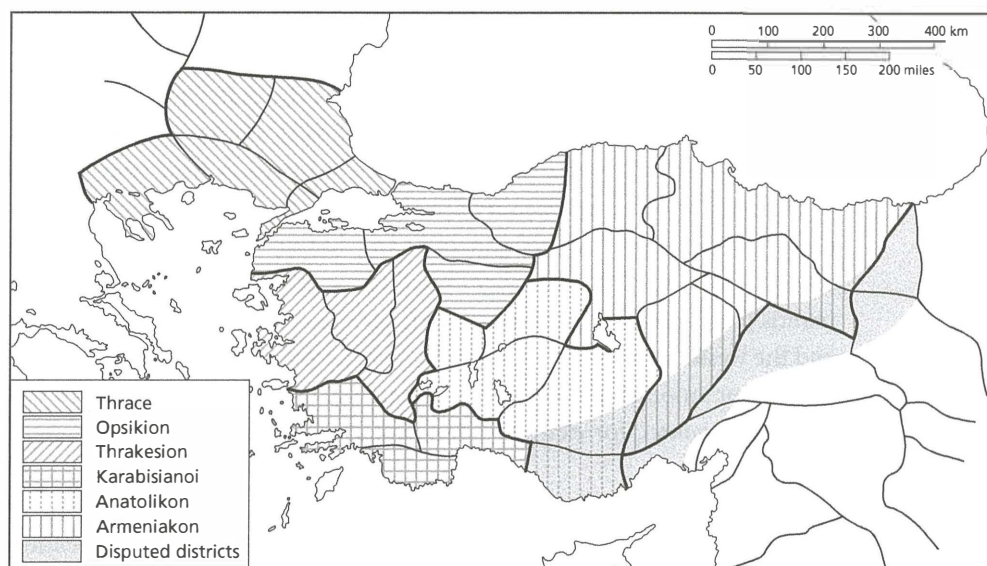 0 100 200 300 400 km
0 50 100 150 200 miles
Thrace
Opsikion
Thrakesion
Karabisianoi
Anatolikon
Armeniakon
Disputed districts